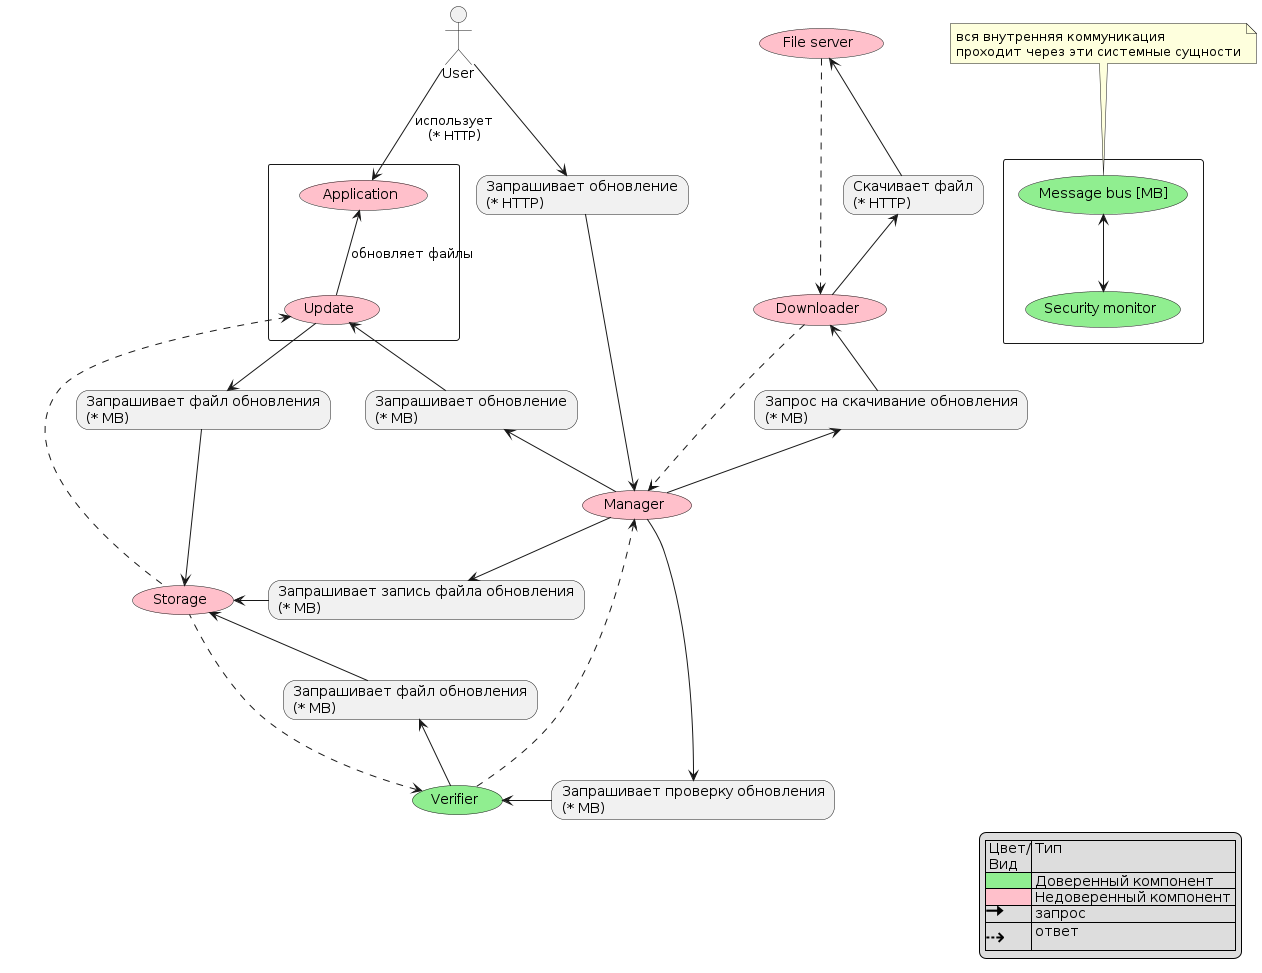 вся внутренняя коммуникация
проходит через эти системные сущности
File server
User
использует
(* HTTP)
Application
Запрашивает обновление
(* HTTP)
Скачивает файл
(* HTTP)
Message bus [MB]
обновляет файлы
Update
Downloader
Security monitor
Запрашивает файл обновления
(* MB)
Запрашивает обновление
(* MB)
Запрос на скачивание обновления
(* MB)
Manager
Storage
Запрашивает запись файла обновления
(* MB)
Запрашивает файл обновления
(* MB)
Verifier
Запрашивает проверку обновления
(* MB)
Цвет/ Тип
Вид
Доверенный компонент
Недоверенный компонент
запрос
ответ